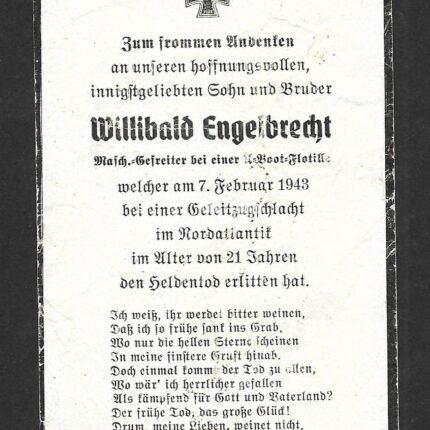 Zum frommen Andenken
an unseren hoffnungsvollen,
innigstgeliebten Sohn und Bruder
Willibald Engelbrecht
Masch.-Gefreiter bei einer U-Boot-Flotille
welcher am 7. Februar 1943
bei einer Geleitzugschlacht
im Nordatlantik
im Alter von 21 Jahren
den Heldentod erlitten hat.
Ich weiß, ihr werdet bitter weinen,
Daß ich so frühe sank ins Grab,
Wo nur die hellen Sterne scheinen
In meine finstere Gruft hinab.
Doch einmal kommt der Tod zu allen,
Wo wär' ich herrlicher gefallen
Als kämpfend für Gott und Vaterland?
Der frühe Tod, das große Glück!
Drum, meine Lieben, weinet nicht,